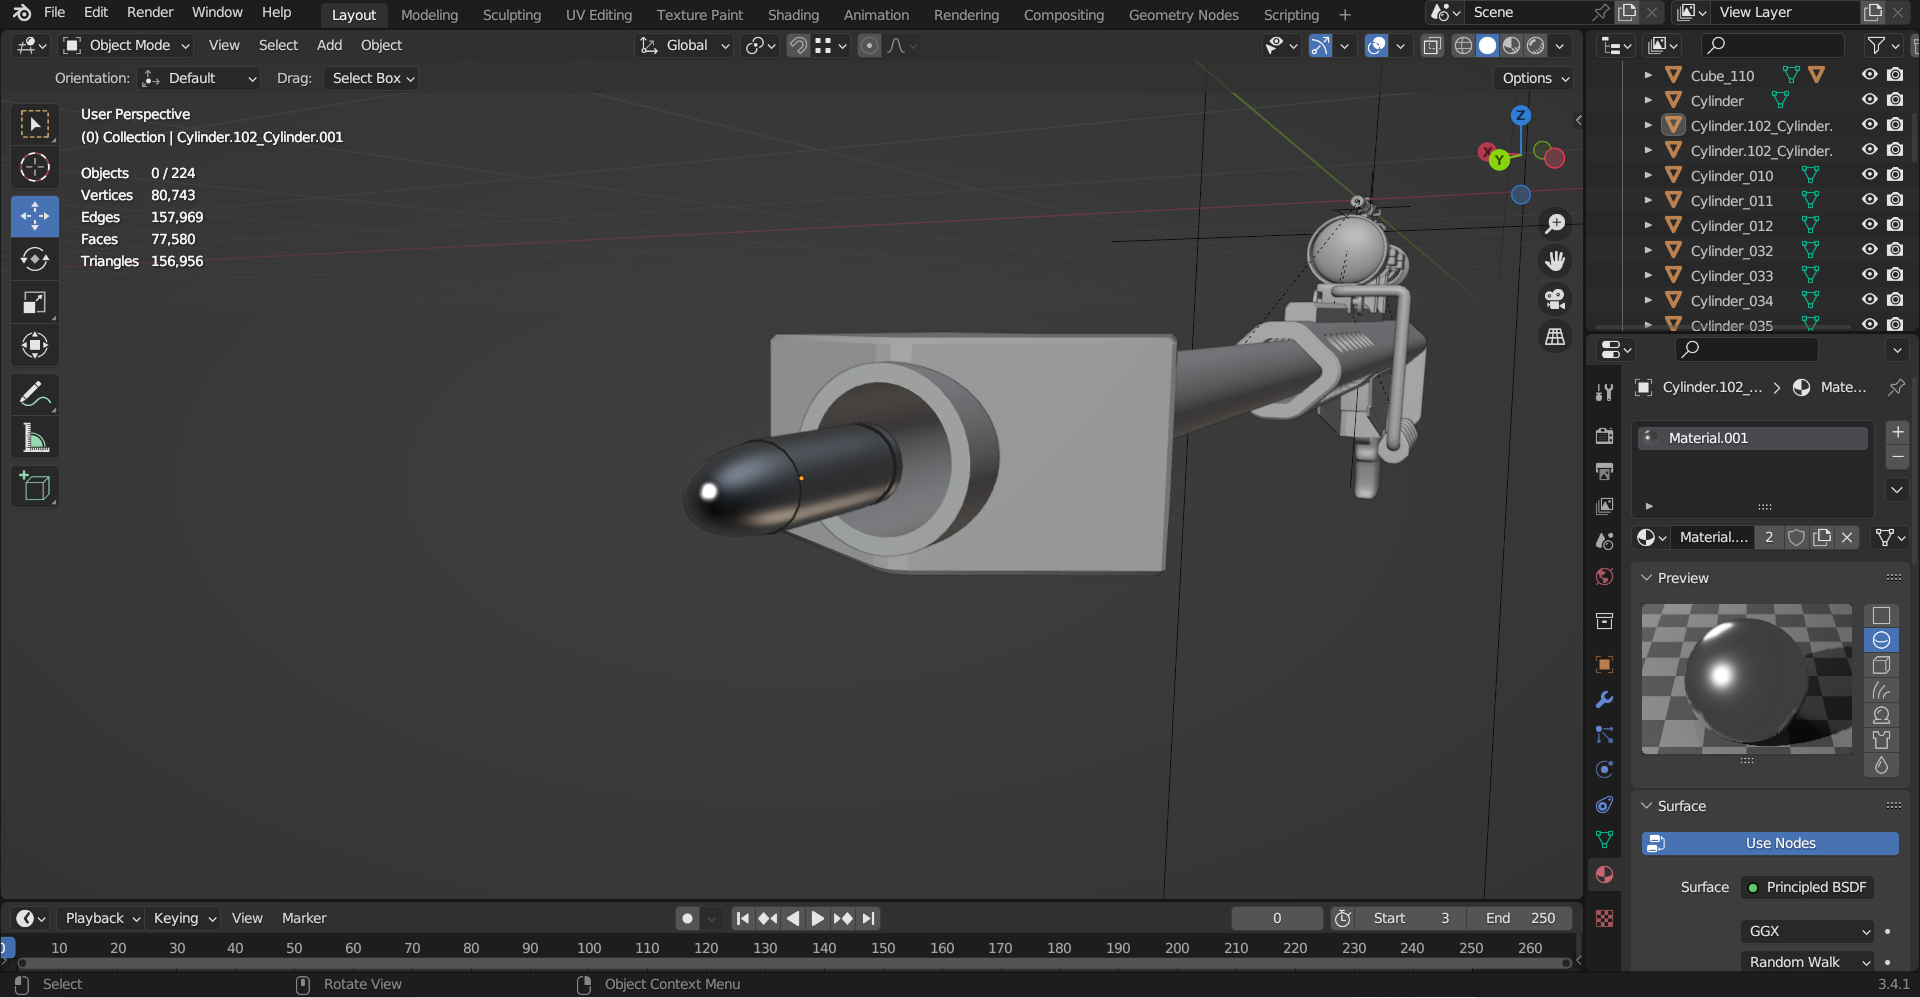 File Edit Render Window Help Layout Modeling Sculpting UV Editing Texture Paint Shading Animation Rendering Compositing Geometry Nodes Scripting + Scene View Layer
Object Mode View Select Add Object Global
Orientation: Default Drag: Select Box Options
User Perspective
(0) Collection | Cylinder.102_Cylinder.001
Objects 0 / 224
Vertices 80,743
Edges 157,969
Faces 77,580
Triangles 156,956
Z
X
Y
Cube_110
Cylinder
Cylinder.102_Cylinder.
Cylinder.102_Cylinder.
Cylinder_010
Cylinder_011
Cylinder_012
Cylinder_032
Cylinder_033
Cylinder_034
Cylinder_035
Cylinder.102_... > Mate...
Material.001
Material.... 2
Preview
Surface
Use Nodes
Surface Principled BSDF
GGX
Random Walk
Playback Keying View Marker 0 Start 3 End 250
0 10 20 30 40 50 60 70 80 90 100 110 120 130 140 150 160 170 180 190 200 210 220 230 240 250 260
Select Rotate View Object Context Menu 3.4.1